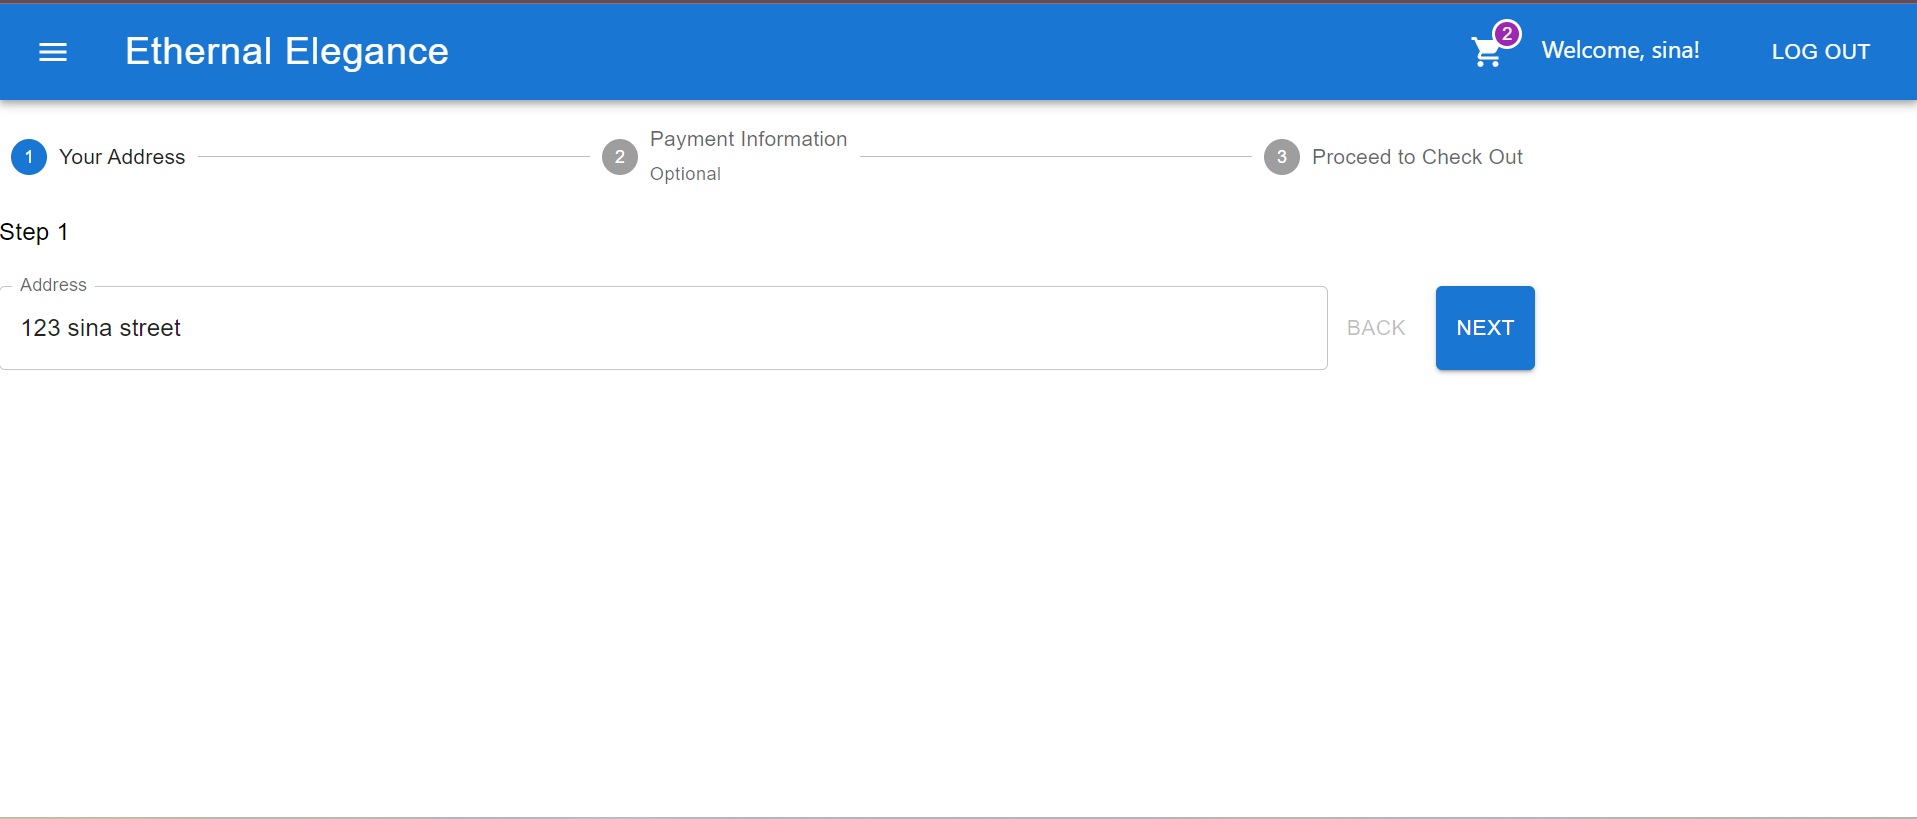 Ethernal Elegance
2
Welcome, sina!
LOG OUT
1 Your Address
2 Payment Information
Optional
3 Proceed to Check Out
Step 1
Address
123 sina street
BACK
NEXT